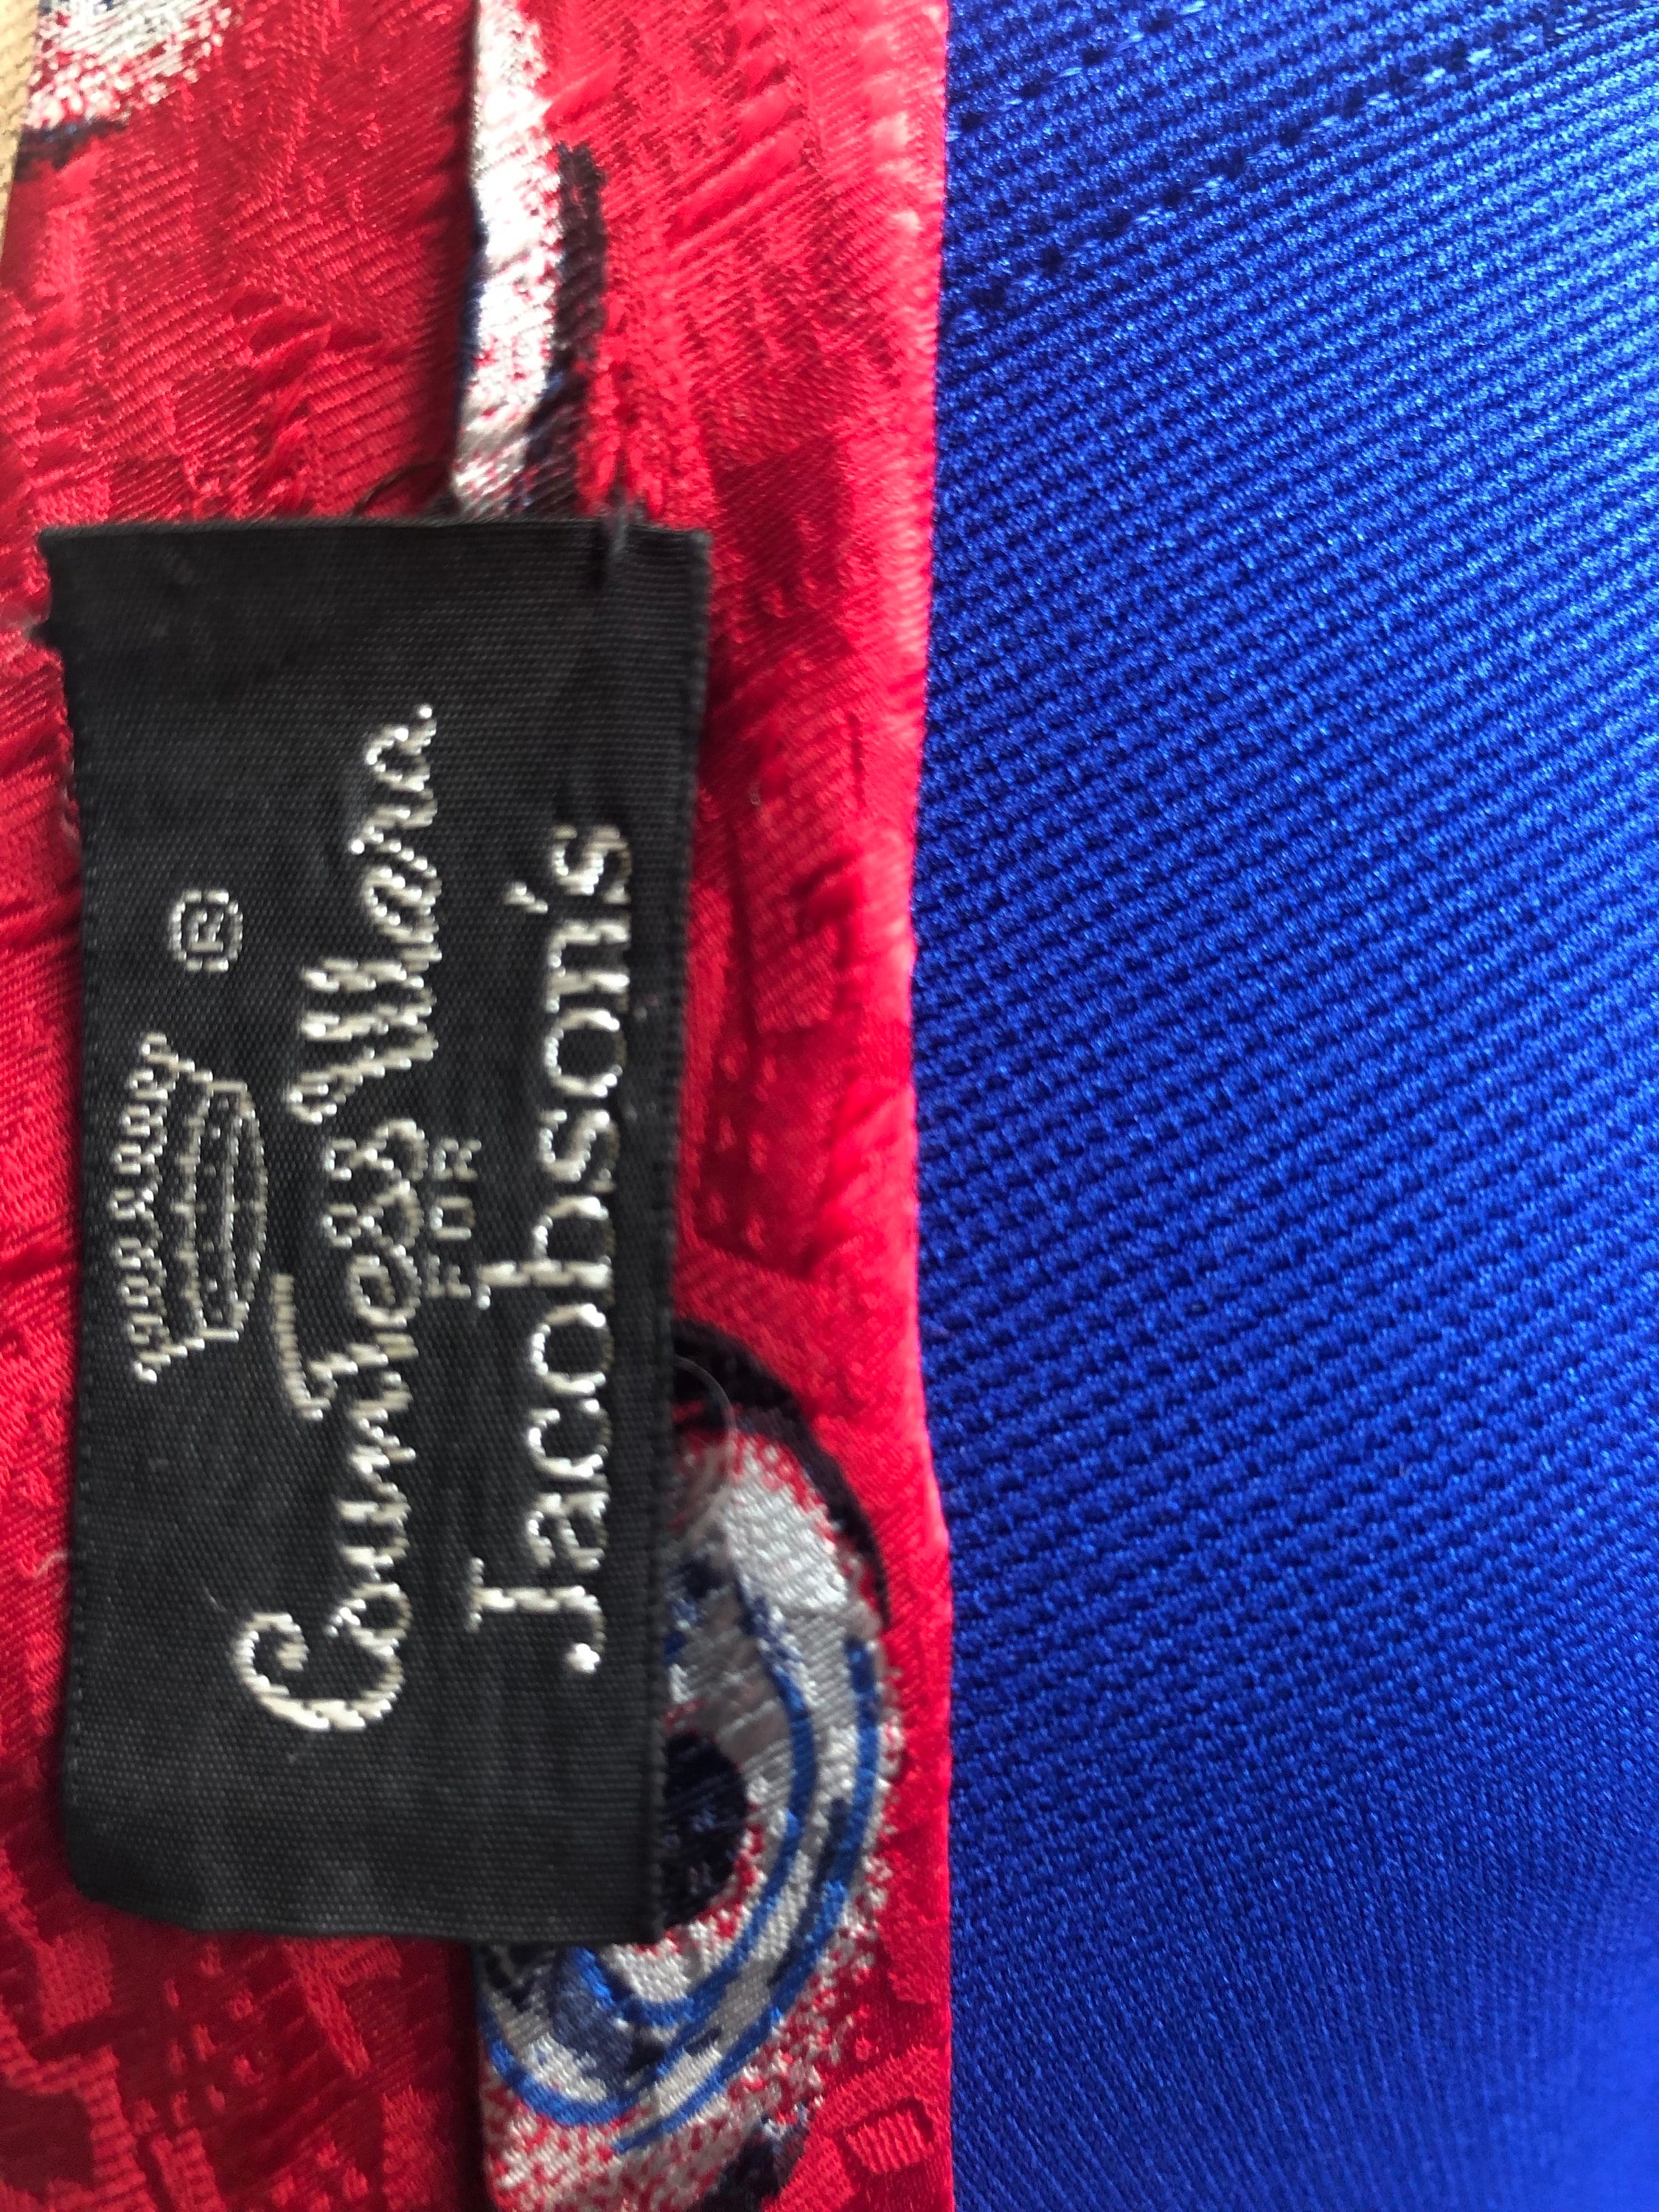 ®
Countess Mara.
FOR
Jacobson's